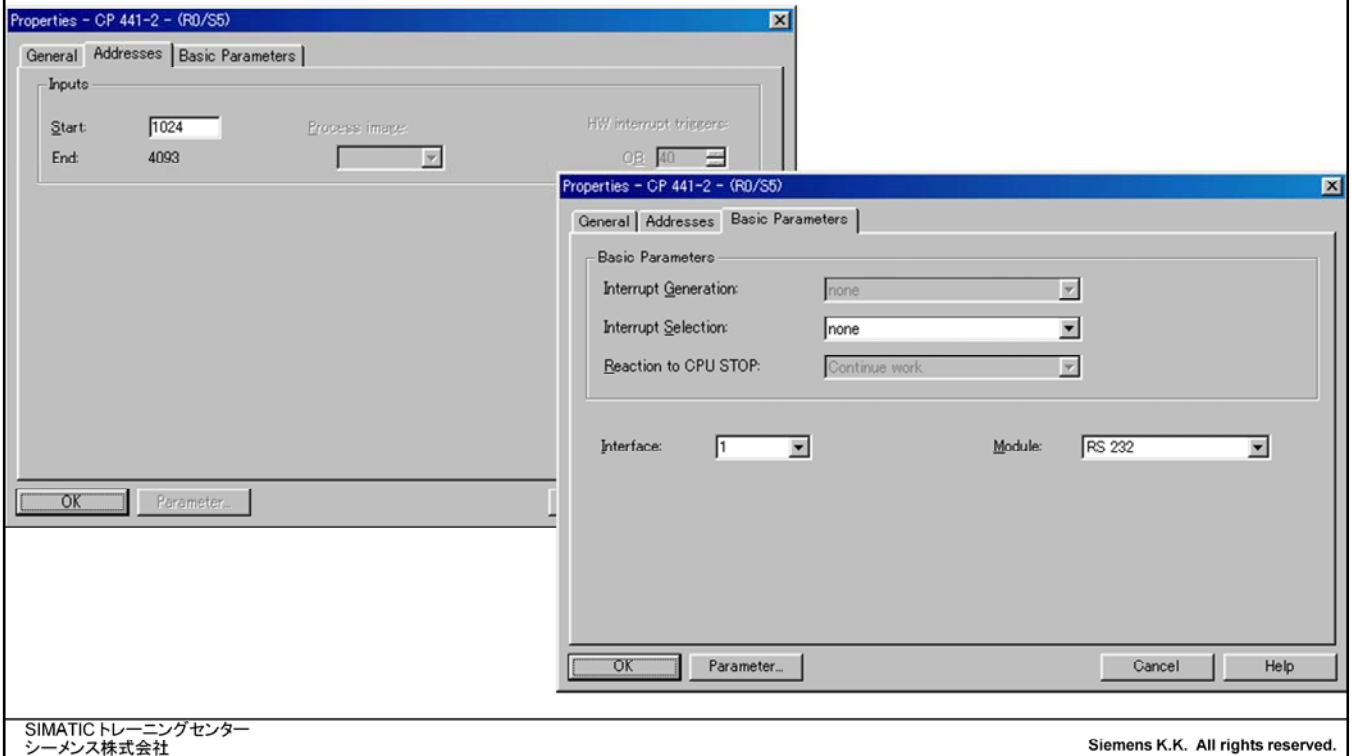 Properties - CP 441-2 - (R0/S5)
General Addresses Basic Parameters
Inputs
Start: 1024 Process image: HW interrupt triggers:
End: 4093 OB 40
OK Parameter...
Properties - CP 441-2 - (R0/S5)
General Addresses Basic Parameters
Basic Parameters
Interrupt Generation: none
Interrupt Selection: none
Reaction to CPU STOP: Continue work
Interface: 1 Module: RS 232
OK Parameter... Cancel Help
SIMATIC トレーニングセンター
シーメンス株式会社
Siemens K.K. All rights reserved.